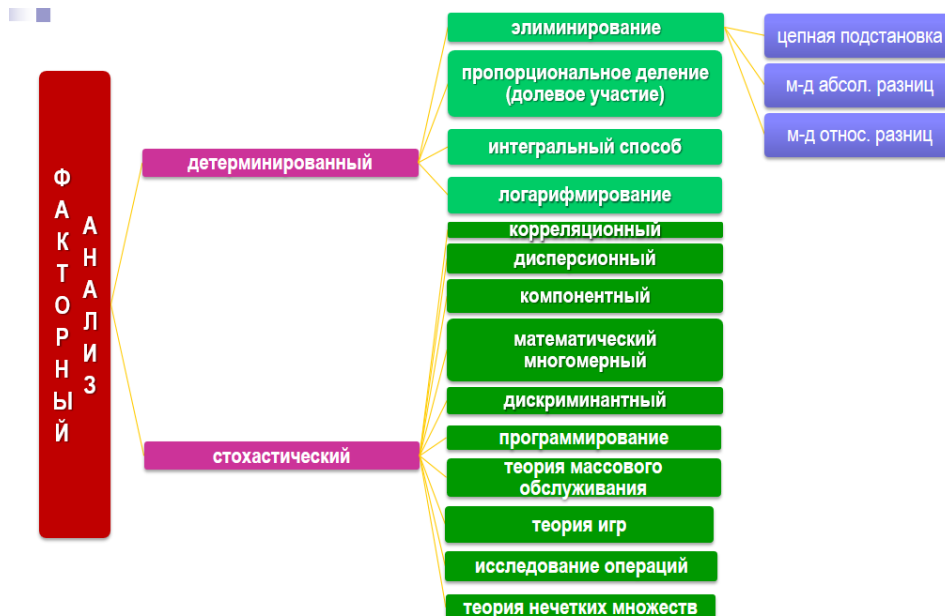 ФАКТОРНЫЙ
АНАЛИЗ
детерминированный
элиминирование
цепная подстановка
м-д абсол. разниц
м-д относ. разниц
пропорциональное деление
(долевое участие)
интегральный способ
логарифмирование
стохастический
корреляционный
дисперсионный
компонентный
математический
многомерный
дискриминантный
программирование
теория массового
обслуживания
теория игр
исследование операций
теория нечетких множеств